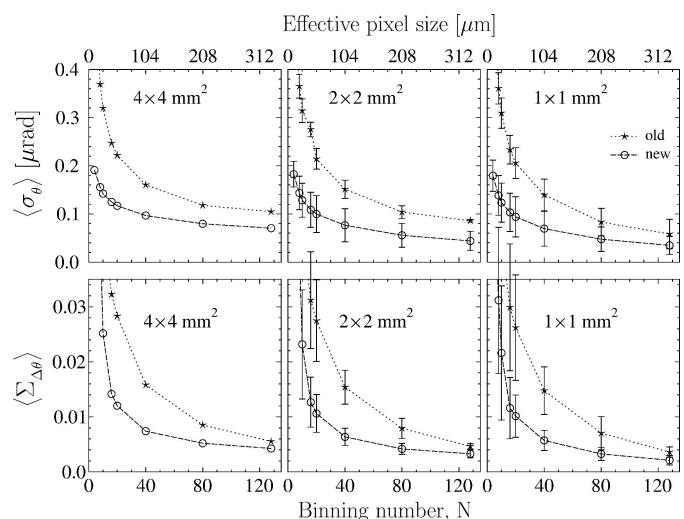 Effective pixel size [μm]
0 104 208 312 0 104 208 312 0 104 208 312
0.4
4×4 mm² 2×2 mm² 1×1 mm²
0.3
old
new
⟨σ_θ⟩ [μrad]
0.2
0.1
0.0
0.03
4×4 mm² 2×2 mm² 1×1 mm²
0.02
⟨Σ_Δθ⟩
0.01
0.00
0 40 80 120 0 40 80 120 0 40 80 120
Binning number, N